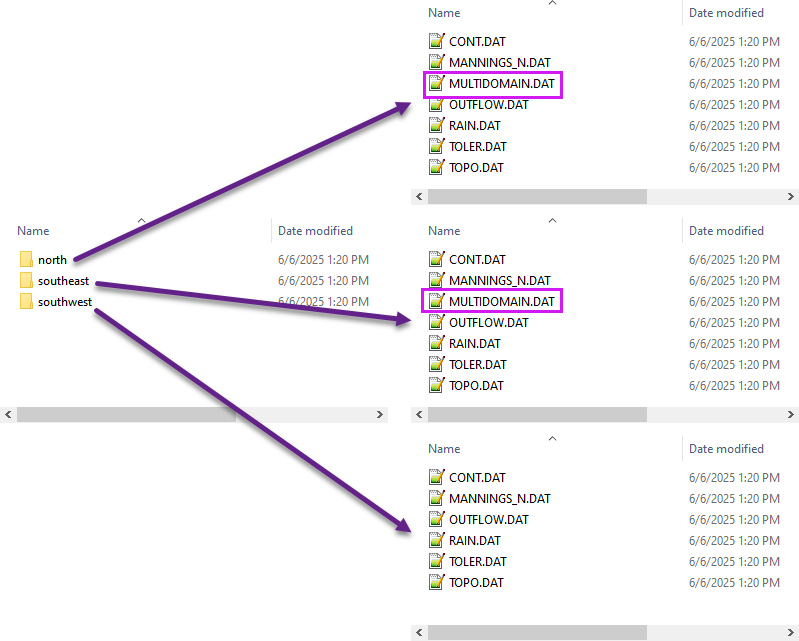 Name Date modified
CONT.DAT 6/6/2025 1:20 PM
MANNINGS_N.DAT 6/6/2025 1:20 PM
MULTIDOMAIN.DAT 6/6/2025 1:20 PM
OUTFLOW.DAT 6/6/2025 1:20 PM
RAIN.DAT 6/6/2025 1:20 PM
TOLER.DAT 6/6/2025 1:20 PM
TOPO.DAT 6/6/2025 1:20 PM
Name Date modified
north 6/6/2025 1:20 PM
southeast 6/6/2025 1:20 PM
southwest 6/6/2025 1:20 PM
Name Date modified
CONT.DAT 6/6/2025 1:20 PM
MANNINGS_N.DAT 6/6/2025 1:20 PM
MULTIDOMAIN.DAT 6/6/2025 1:20 PM
OUTFLOW.DAT 6/6/2025 1:20 PM
RAIN.DAT 6/6/2025 1:20 PM
TOLER.DAT 6/6/2025 1:20 PM
TOPO.DAT 6/6/2025 1:20 PM
Name Date modified
CONT.DAT 6/6/2025 1:20 PM
MANNINGS_N.DAT 6/6/2025 1:20 PM
OUTFLOW.DAT 6/6/2025 1:20 PM
RAIN.DAT 6/6/2025 1:20 PM
TOLER.DAT 6/6/2025 1:20 PM
TOPO.DAT 6/6/2025 1:20 PM